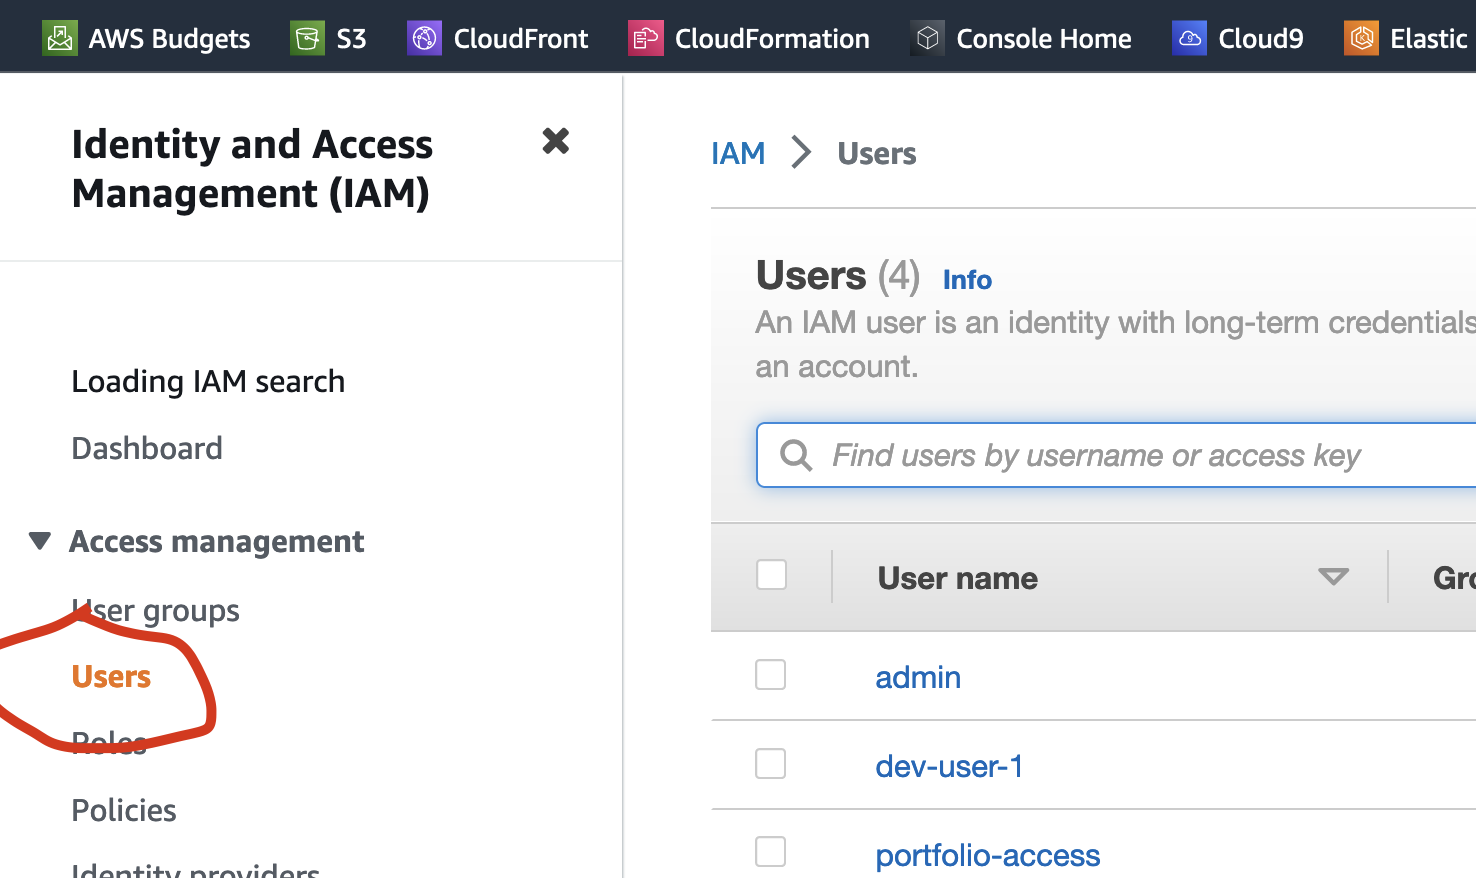 AWS Budgets S3 CloudFront CloudFormation Console Home Cloud9 Elastic
Identity and Access
Management (IAM)
Loading IAM search
Dashboard
Access management
User groups
Users
Roles
Policies
Identity providers
IAM > Users
Users (4) Info
An IAM user is an identity with long-term credentials
an account.
Find users by username or access key
User name
Gro
admin
dev-user-1
portfolio-access